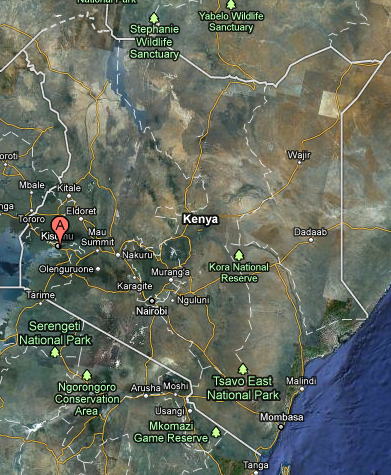 National Park
Stephanie
Wildlife
Sanctuary
Yabelo Wildlife
Sanctuary
Wajir
Mbale
Kitale
Tororo
Eldoret
A
Kisumu
Mau
Summit
Kenya
Dadaab
Nakuru
Olenguruone
Kora National
Reserve
Murang'a
Karagite
Tarime
Nairobi
Nguluni
Serengeti
National Park
Ngorongoro
Conservation
Area
Arusha
Moshi
Tsavo East
National Park
Malindi
Usangi
Mombasa
Mkomazi
Game Reserve
Tanga